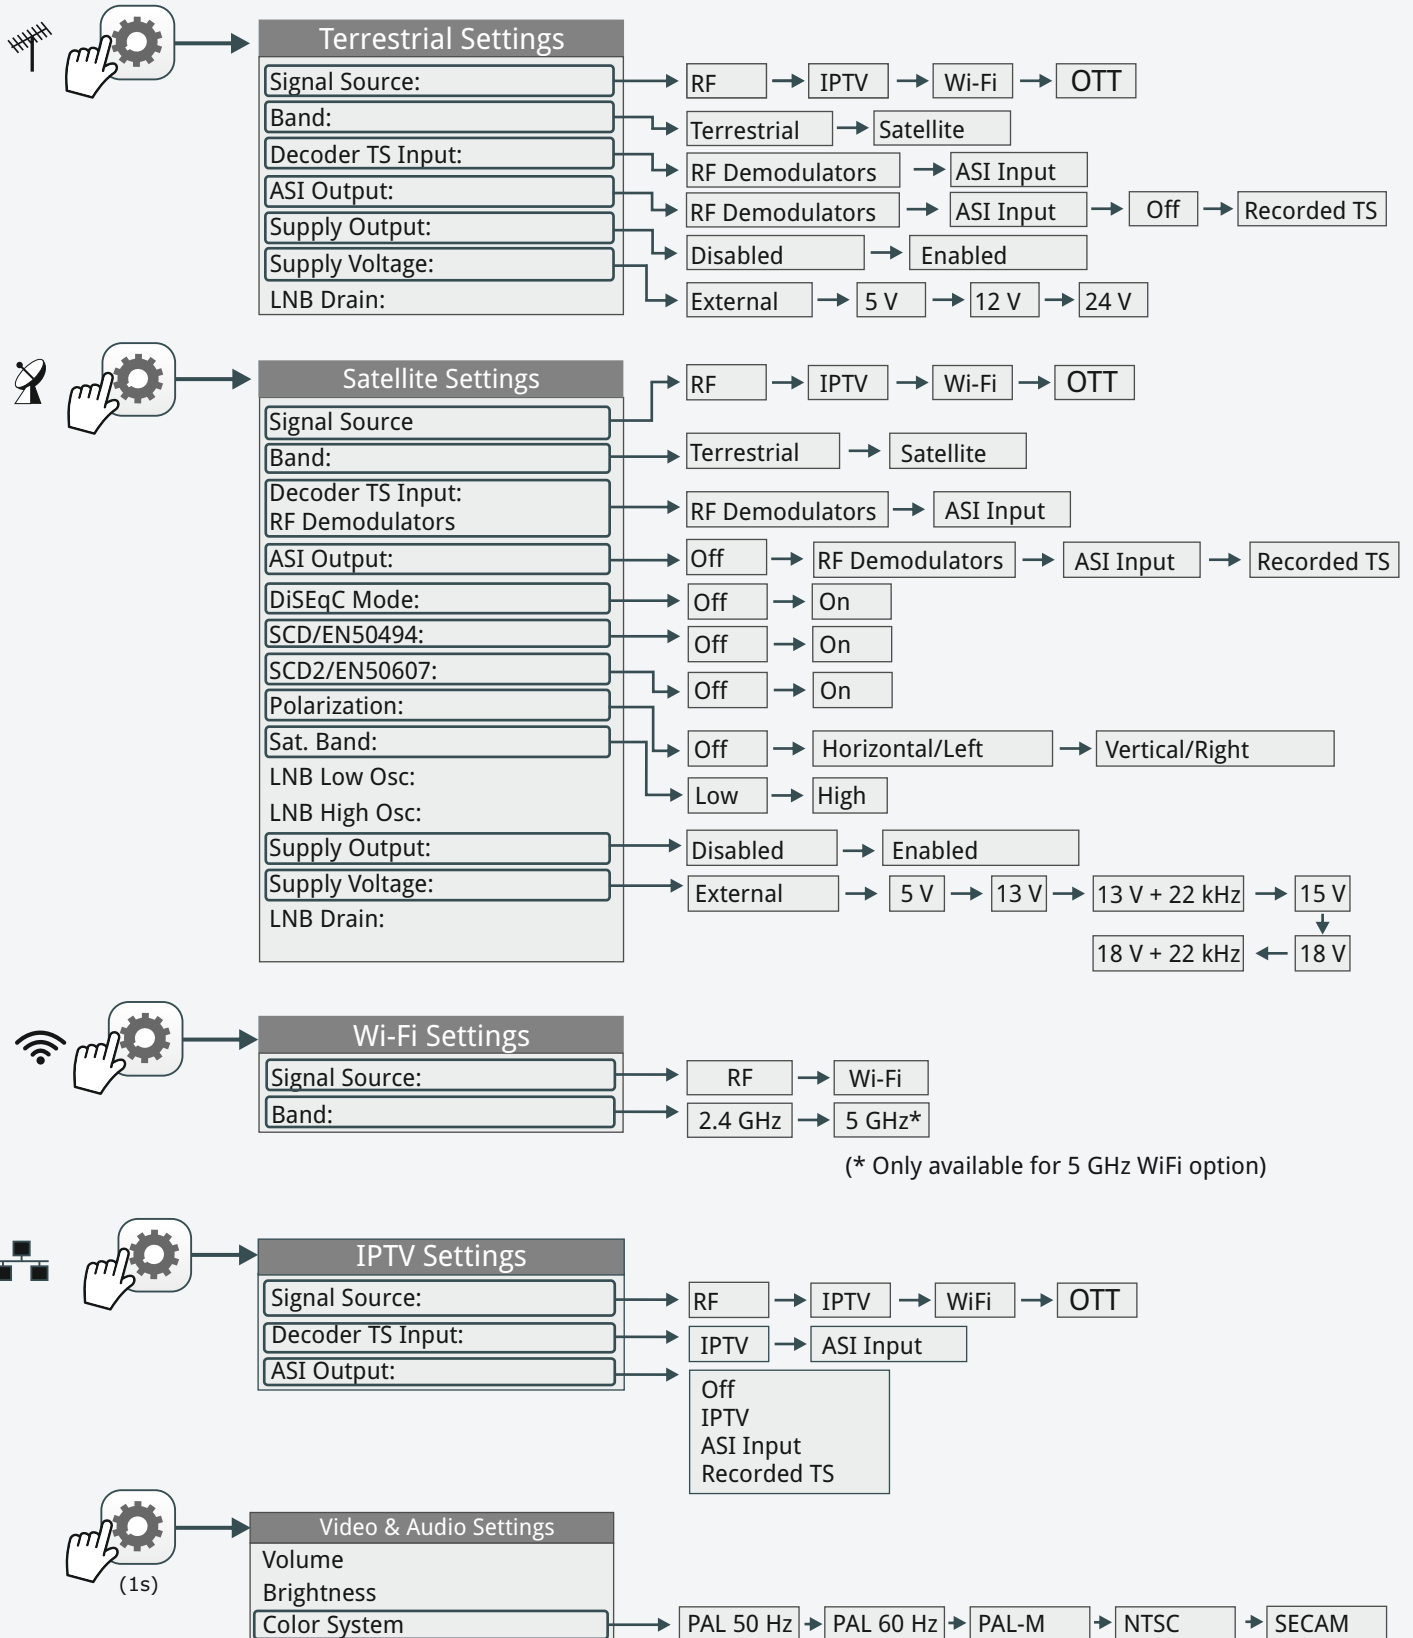 Terrestrial Settings
Signal Source: RF IPTV Wi-Fi OTT
Band: Terrestrial Satellite
Decoder TS Input: RF Demodulators ASI Input
ASI Output: RF Demodulators ASI Input Off Recorded TS
Supply Output: Disabled Enabled
Supply Voltage: External 5 V 12 V 24 V
LNB Drain:
Satellite Settings
Signal Source RF IPTV Wi-Fi OTT
Band: Terrestrial Satellite
Decoder TS Input:
RF Demodulators RF Demodulators ASI Input
ASI Output: Off RF Demodulators ASI Input Recorded TS
DiSEqC Mode: Off On
SCD/EN50494: Off On
SCD2/EN50607: Off On
Polarization: Off Horizontal/Left Vertical/Right
Sat. Band: Low High
LNB Low Osc:
LNB High Osc:
Supply Output: Disabled Enabled
Supply Voltage: External 5 V 13 V 13 V + 22 kHz 15 V
LNB Drain:
18 V + 22 kHz 18 V
Wi-Fi Settings
Signal Source: RF Wi-Fi
Band: 2.4 GHz 5 GHz*
(* Only available for 5 GHz WiFi option)
IPTV Settings
Signal Source: RF IPTV WiFi OTT
Decoder TS Input: IPTV ASI Input
ASI Output:
Off
IPTV
ASI Input
Recorded TS
(1s)
Video & Audio Settings
Volume
Brightness
Color System PAL 50 Hz PAL 60 Hz PAL-M NTSC SECAM